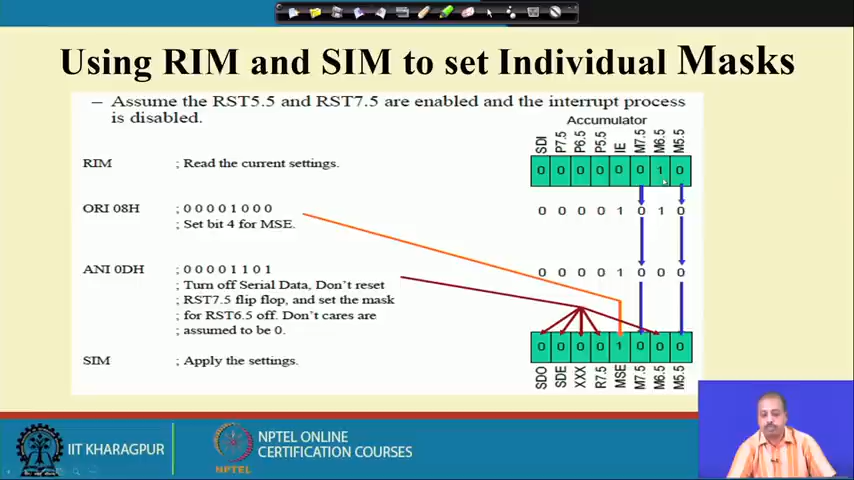 Using RIM and SIM to set Individual Masks
– Assume the RST5.5 and RST7.5 are enabled and the interrupt process
is disabled.
Accumulator
SDI P7.5 P6.5 P5.5 IE M7.5 M6.5 M5.5
RIM ; Read the current settings. 0 0 0 0 0 0 1 0
ORI 08H ; 0 0 0 0 1 0 0 0 0 0 0 0 1 0 1 0
; Set bit 4 for MSE.
ANI 0DH ; 0 0 0 0 1 1 0 1 0 0 0 0 1 0 0 0
; Turn off Serial Data, Don't reset
; RST7.5 flip flop, and set the mask
; for RST6.5 off. Don't cares are
; assumed to be 0.
0 0 0 0 1 0 0 0
SIM ; Apply the settings.
SDO SDE XXX R7.5 MSE M7.5 M6.5 M5.5
IIT KHARAGPUR
NPTEL
NPTEL ONLINE
CERTIFICATION COURSES